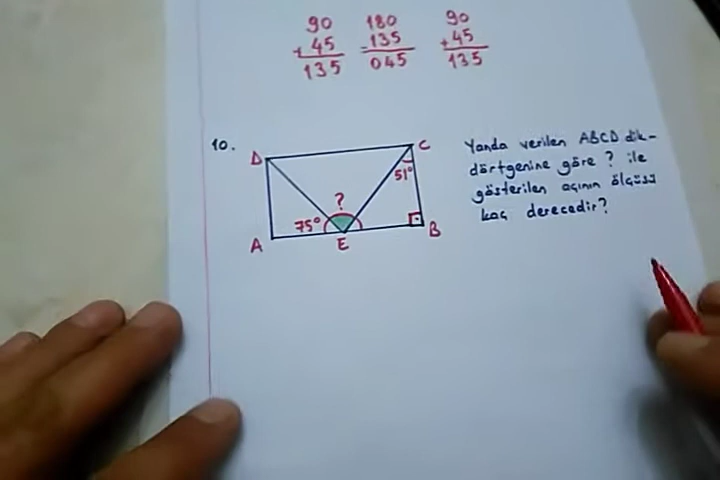 90
+ 45
135
180
- 135
045
90
+ 45
135
10.
D
C
51°
?
75°
A
E
B
Yanda verilen ABCD dik-
dörtgenine göre ? ile
gösterilen açının ölçüsü
kaç derecedir?